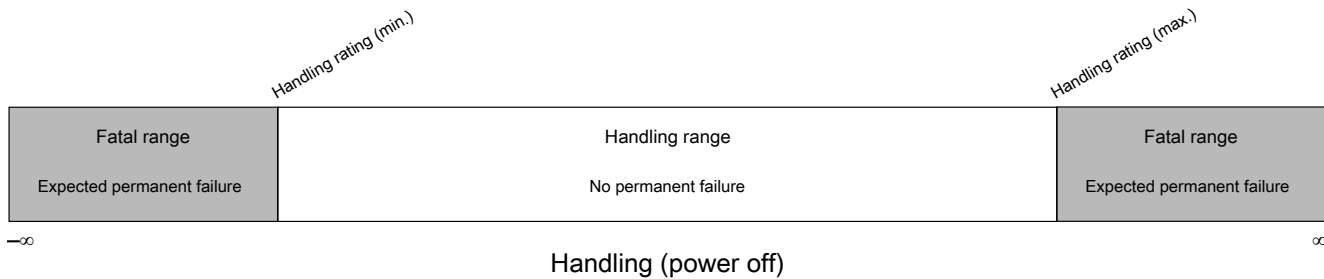 Handling rating (min.)
Handling rating (max.)
Fatal range
Handling range
Fatal range
Expected permanent failure
No permanent failure
Expected permanent failure
–∞
∞
Handling (power off)